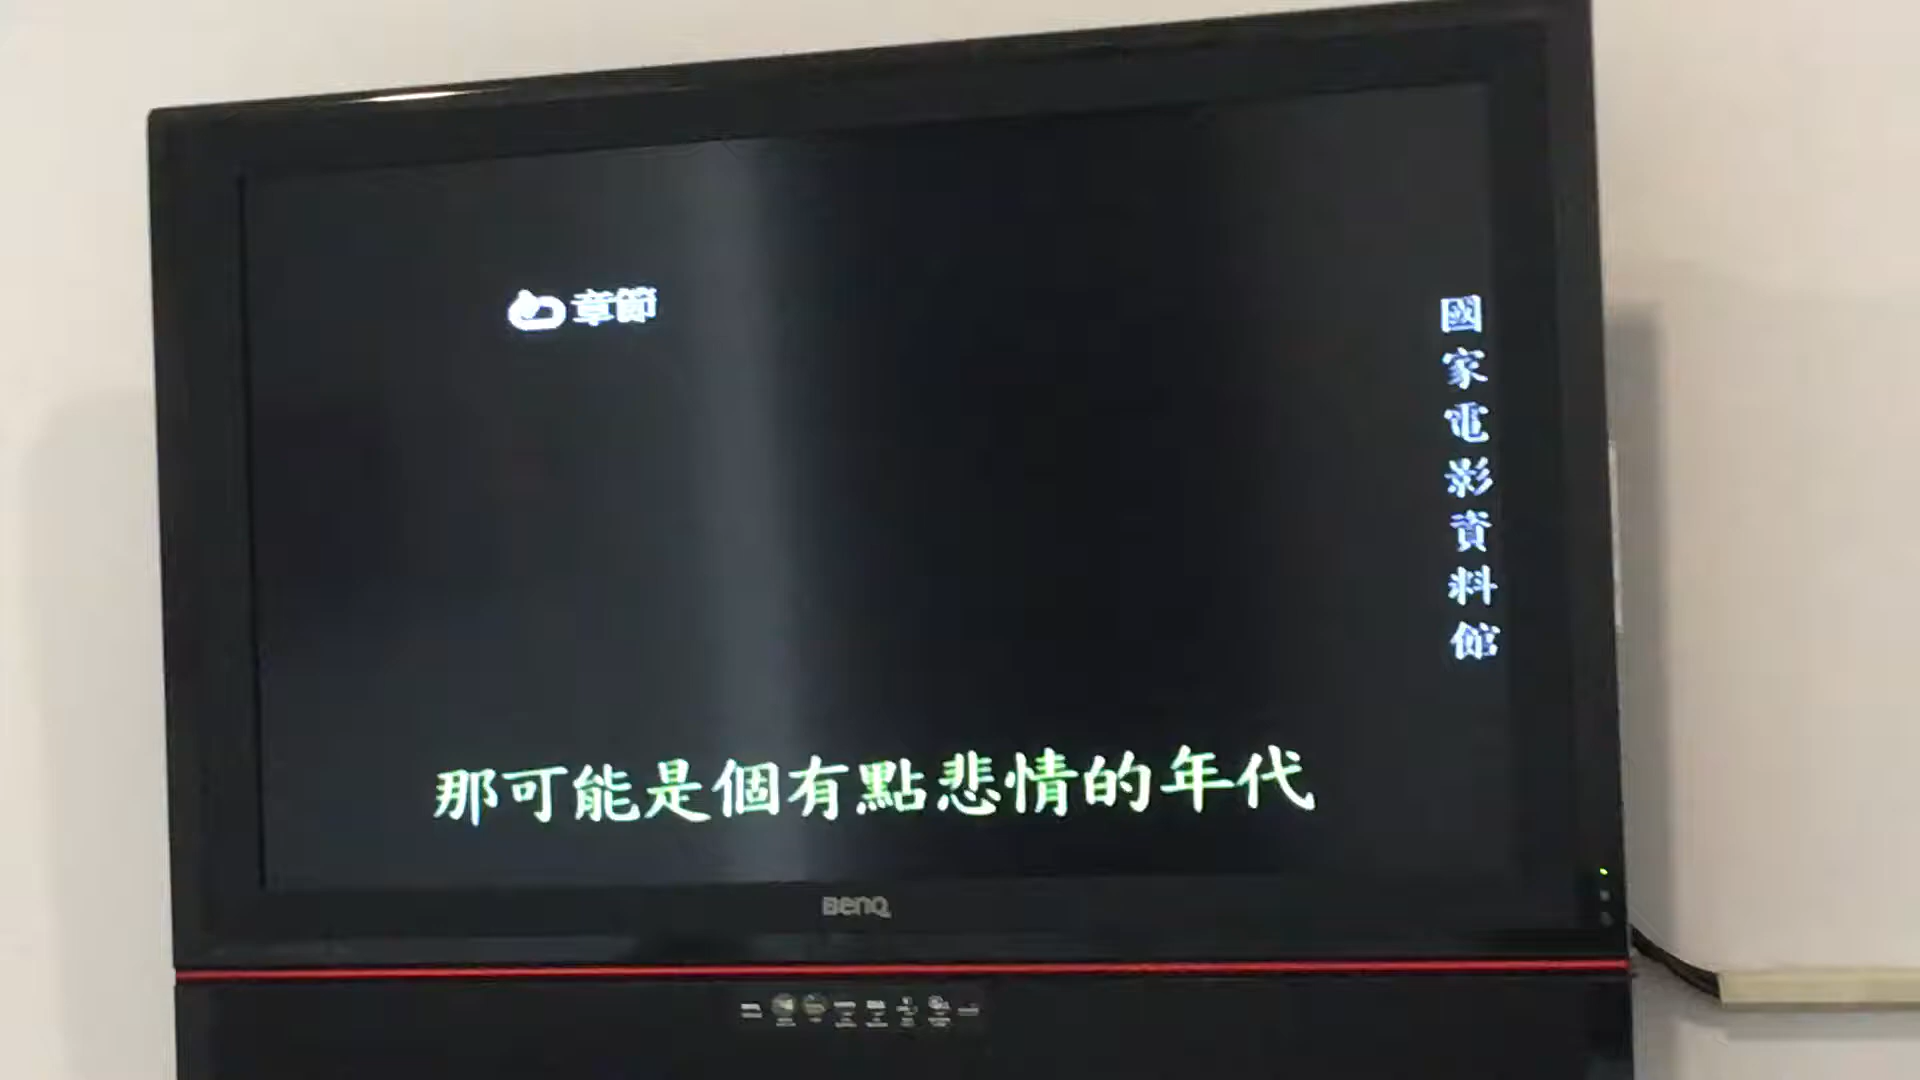 章節
國家電影資料館
那可能是個有點悲情的年代
BenQ